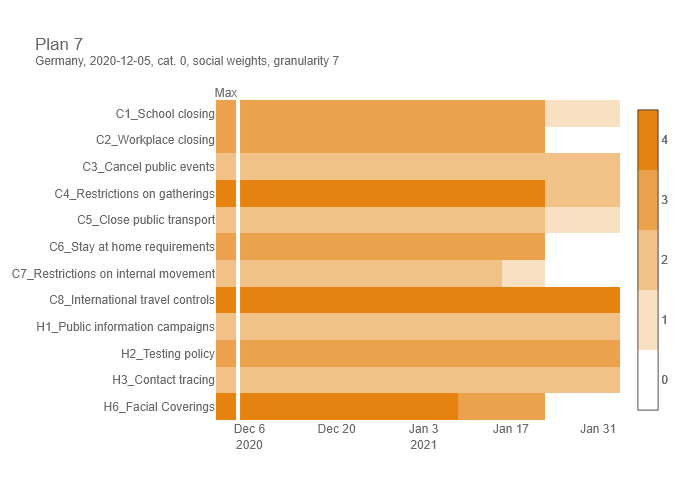 Plan 7
Germany, 2020-12-05, cat. 0, social weights, granularity 7
Max
C1_School closing
C2_Workplace closing
C3_Cancel public events
C4_Restrictions on gatherings
C5_Close public transport
C6_Stay at home requirements
C7_Restrictions on internal movement
C8_International travel controls
H1_Public information campaigns
H2_Testing policy
H3_Contact tracing
H6_Facial Coverings
Dec 6 Dec 20 Jan 3 Jan 17 Jan 31
2020 2021
4
3
2
1
0